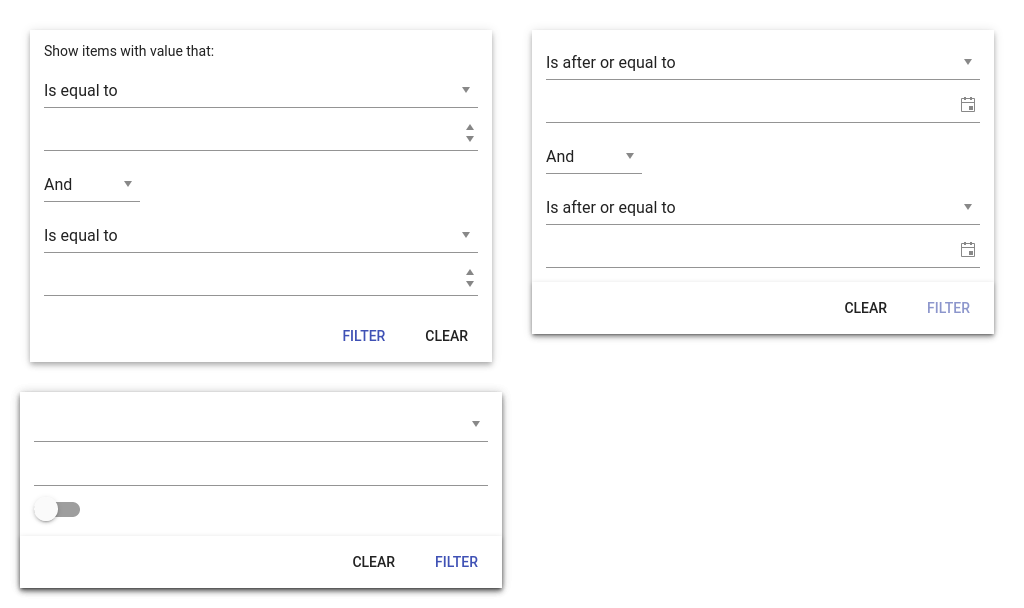 Show items with value that:
Is equal to
And
Is equal to
FILTER CLEAR
Is after or equal to
And
Is after or equal to
CLEAR FILTER
CLEAR FILTER